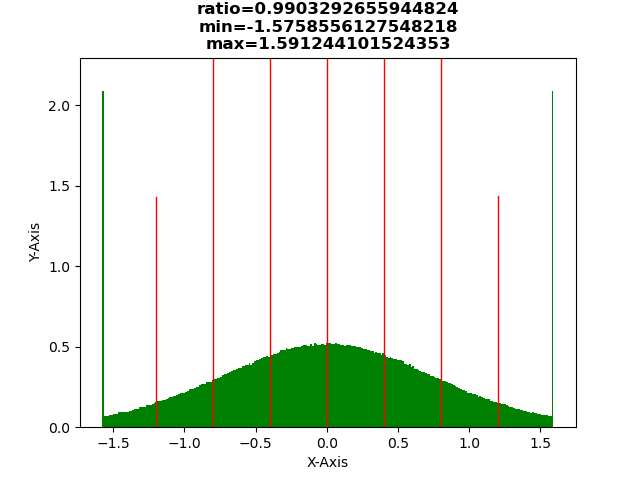 ratio=0.9903292655944824
min=-1.5758556127548218
max=1.591244101524353
2.0
1.5
1.0
0.5
0.0
Y-Axis
−1.5 −1.0 −0.5 0.0 0.5 1.0 1.5
X-Axis